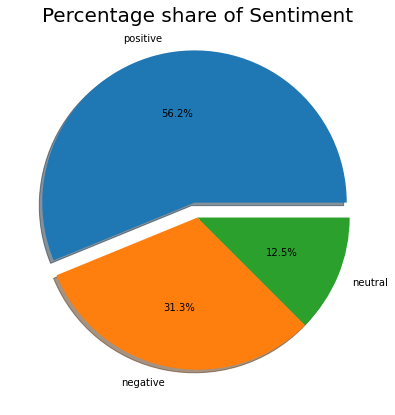 Percentage share of Sentiment
positive
56.2%
12.5%
neutral
31.3%
negative